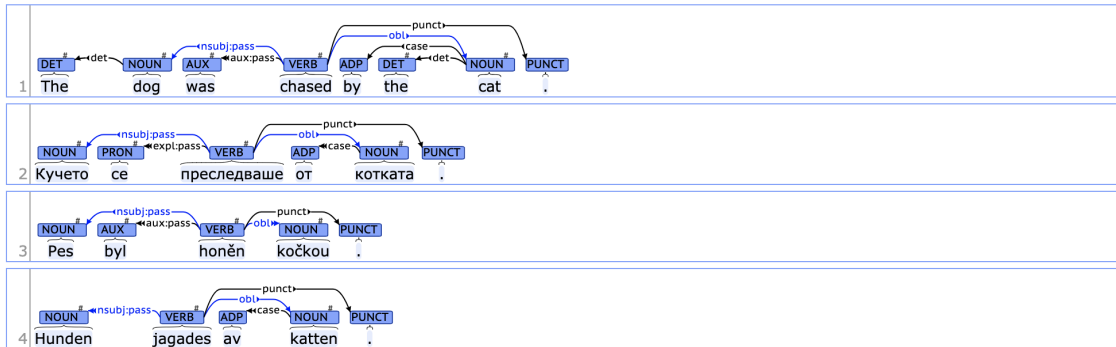 punct
obl
nsubj:pass case
det aux:pass det
DET # NOUN # AUX # VERB # ADP DET # NOUN # PUNCT
1 The dog was chased by the cat .
punct
nsubj:pass obl
expl:pass case
NOUN # PRON # VERB # ADP NOUN # PUNCT
2 Кучето се преследваше от котката .
nsubj:pass punct
aux:pass obl
NOUN # AUX # VERB # NOUN # PUNCT
3 Pes byl honěn kočkou .
punct
obl
nsubj:pass case
NOUN # VERB # ADP NOUN # PUNCT
4 Hunden jagades av katten .